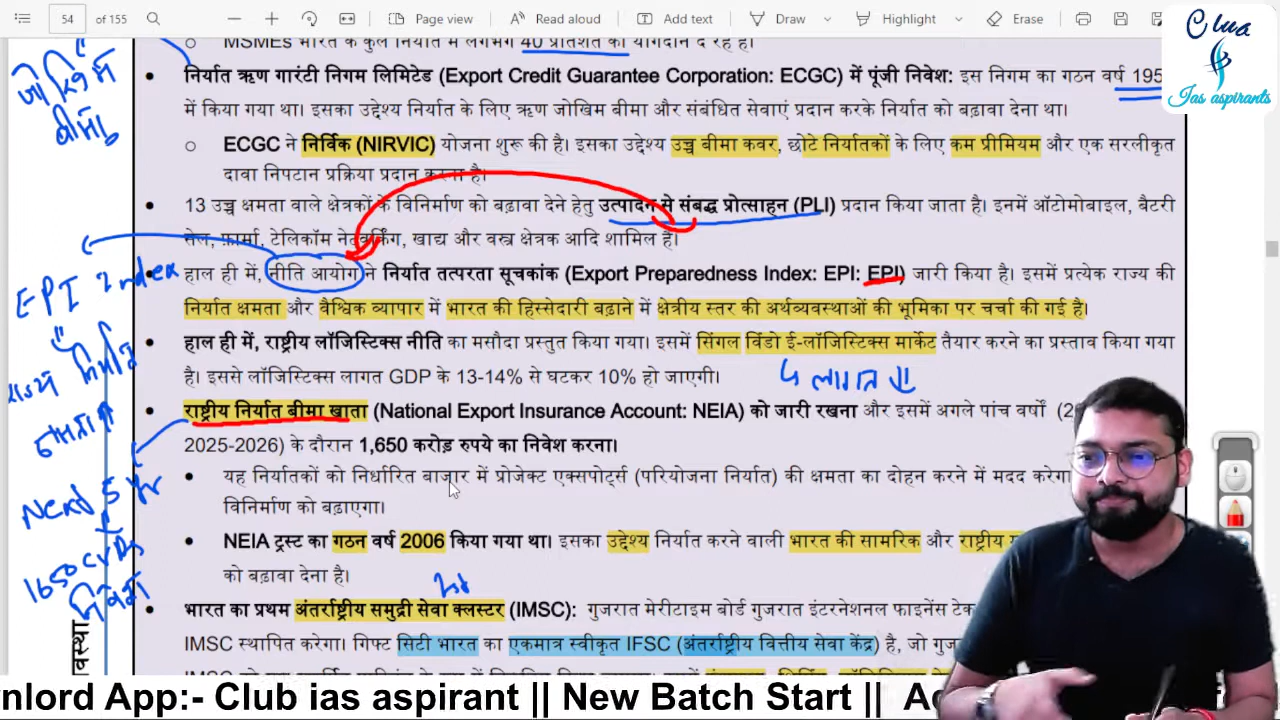 54 of 155
Page view
Read aloud
Add text
Draw
Highlight
Erase
Club
Ias aspirants
MSMEs भारत के कुल निर्यात में लगभग 40 प्रतिशत का योगदान दे रहे हैं।
निर्यात ऋण गारंटी निगम लिमिटेड (Export Credit Guarantee Corporation: ECGC) में पूंजी निवेश: इस निगम का गठन वर्ष 195
में किया गया था। इसका उद्देश्य निर्यात के लिए ऋण जोखिम बीमा और संबंधित सेवाएं प्रदान करके निर्यात को बढ़ावा देना था।
ECGC ने निर्विक (NIRVIC) योजना शुरू की है। इसका उद्देश्य उच्च बीमा कवर, छोटे निर्यातकों के लिए कम प्रीमियम और एक सरलीकृत
दावा निपटान प्रक्रिया प्रदान करना है।
13 उच्च क्षमता वाले क्षेत्रकों के विनिर्माण को बढ़ावा देने हेतु उत्पादन से संबद्ध प्रोत्साहन (PLI) प्रदान किया जाता है। इनमें ऑटोमोबाइल, बैटरी
सेल, फ़ार्मा, टेलिकॉम नेटवर्किंग, खाद्य और वस्त्र क्षेत्रक आदि शामिल हैं।
हाल ही में, नीति आयोग ने निर्यात तत्परता सूचकांक (Export Preparedness Index: EPI: EPI) जारी किया है। इसमें प्रत्येक राज्य की
निर्यात क्षमता और वैश्विक व्यापार में भारत की हिस्सेदारी बढ़ाने में क्षेत्रीय स्तर की अर्थव्यवस्थाओं की भूमिका पर चर्चा की गई है।
हाल ही में, राष्ट्रीय लॉजिस्टिक्स नीति का मसौदा प्रस्तुत किया गया। इसमें सिंगल विंडो ई-लॉजिस्टिक्स मार्केट तैयार करने का प्रस्ताव किया गया
है। इससे लॉजिस्टिक्स लागत GDP के 13-14% से घटकर 10% हो जाएगी।
लागत
राष्ट्रीय निर्यात बीमा खाता (National Export Insurance Account: NEIA) को जारी रखना और इसमें अगले पांच वर्षों (2
2025-2026) के दौरान 1,650 करोड़ रुपये का निवेश करना।
यह निर्यातकों को निर्धारित बाजार में प्रोजेक्ट एक्सपोर्ट्स (परियोजना निर्यात) की क्षमता का दोहन करने में मदद करेगा
विनिर्माण को बढ़ाएगा।
NEIA ट्रस्ट का गठन वर्ष 2006 किया गया था। इसका उद्देश्य निर्यात करने वाली भारत की सामरिक और राष्ट्रीय
को बढ़ावा देना है।
भारत का प्रथम अंतर्राष्ट्रीय समुद्री सेवा क्लस्टर (IMSC): गुजरात मेरीटाइम बोर्ड गुजरात इंटरनेशनल फाइनेंस टेक
IMSC स्थापित करेगा। गिफ्ट सिटी भारत का एकमात्र स्वीकृत IFSC (अंतर्राष्ट्रीय वित्तीय सेवा केंद्र) है, जो गुज
जोखिम
बीमा
EPI Index
राज्य निर्यात
क्षमता
Next 5 yr
1650 cr Rs
निवेश
वस्था
wnlord App:- Club ias aspirant || New Batch Start || Ad